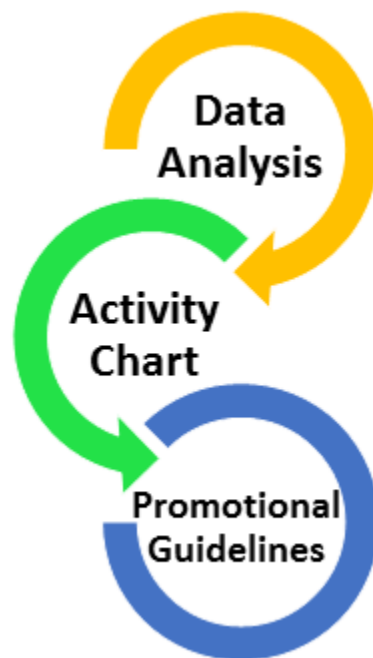 Data
Analysis
Activity
Chart
Promotional
Guidelines